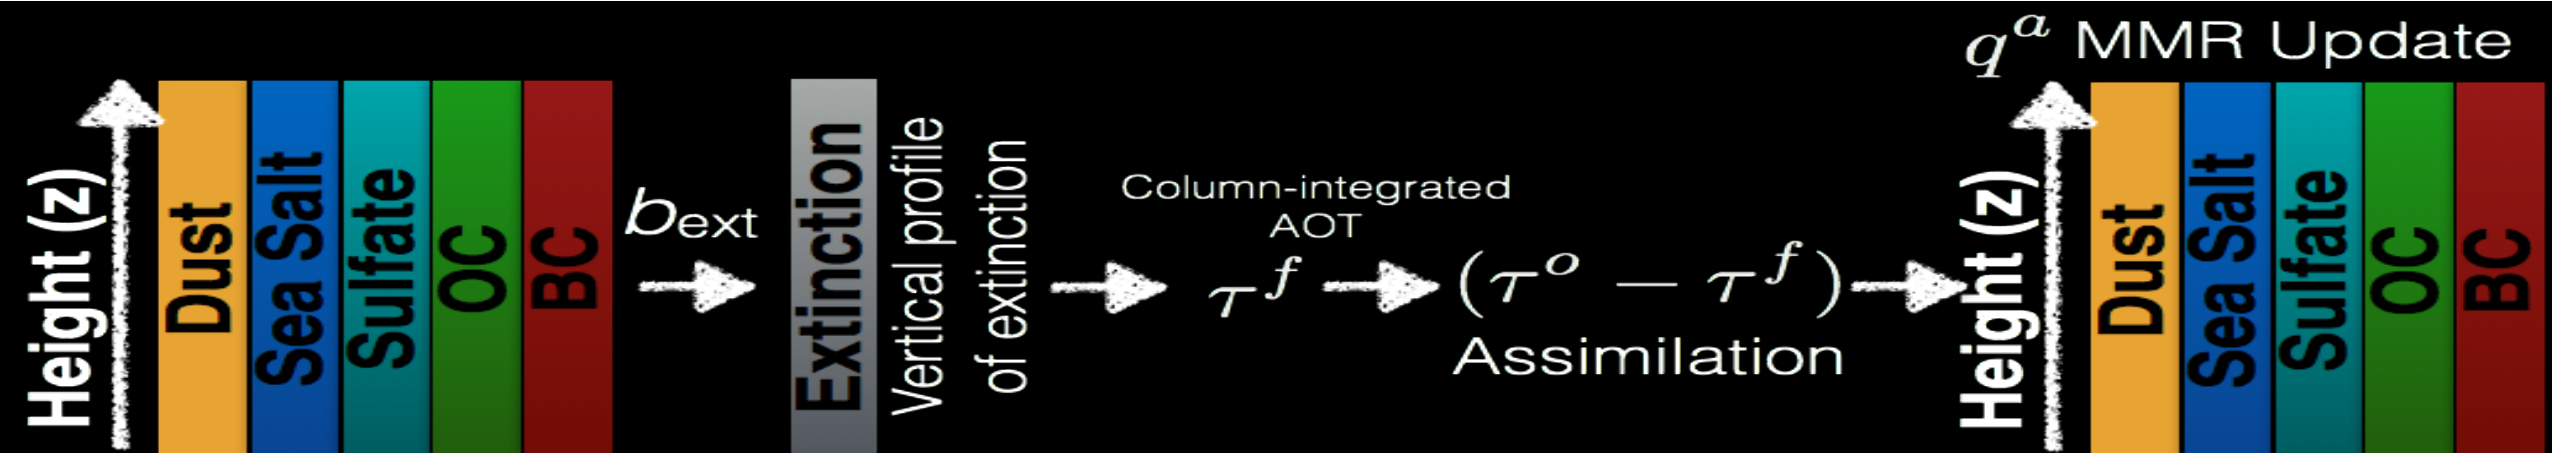 Height (z)
Dust
Sea Salt
Sulfate
OC
BC
b_ext
Extinction
Vertical profile
of extinction
Column-integrated
AOT
τ^f
(τ^o − τ^f)
Assimilation
q^a MMR Update
Height (z)
Dust
Sea Salt
Sulfate
OC
BC